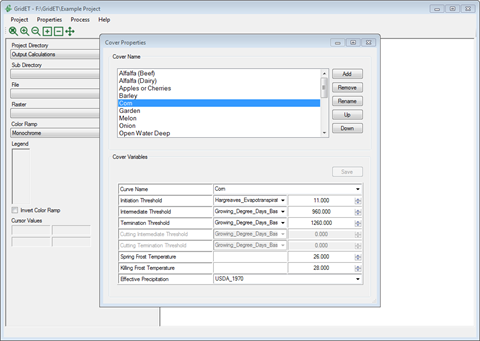 GridET - F:\GridET\Example Project
Project Properties Process Help
Project Directory
Output Calculations
Sub Directory
File
Raster
Color Ramp
Monochrome
Legend
Invert Color Ramp
Cursor Values
Cover Properties
Cover Name
Alfalfa (Beef)
Alfalfa (Dairy)
Apples or Cherries
Barley
Corn
Garden
Melon
Onion
Open Water Deep
Add
Remove
Rename
Up
Down
Cover Variables
Save
Curve Name Corn
Initiation Threshold Hargreaves_Evapotranspirat 11.000
Intermediate Threshold Growing_Degree_Days_Bas 960.000
Termination Threshold Growing_Degree_Days_Bas 1260.000
Cutting Intermediate Threshold Growing_Degree_Days_Bas 0.000
Cutting Termination Threshold Growing_Degree_Days_Bas 0.000
Spring Frost Temperature 26.000
Killing Frost Temperature 28.000
Effective Precipitation USDA_1970